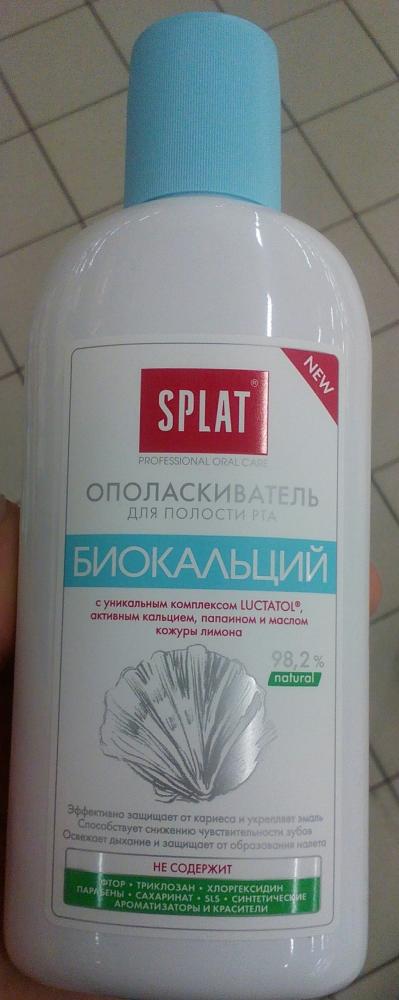 NEW
SPLAT®
PROFESSIONAL ORAL CARE
ОПОЛАСКИВАТЕЛЬ
ДЛЯ ПОЛОСТИ РТА
БИОКАЛЬЦИЙ
с уникальным комплексом LUCTATOL®,
активным кальцием, папаином и маслом
кожуры лимона
98,2%
natural
Эффективно защищает от кариеса и укрепляет эмаль
Способствует снижению чувствительности зубов
Освежает дыхание и защищает от образования налета
НЕ СОДЕРЖИТ
ФТОР • ТРИКЛОЗАН • ХЛОРГЕКСИДИН
ПАРАБЕНЫ • САХАРИНАТ • SLS • СИНТЕТИЧЕСКИЕ
АРОМАТИЗАТОРЫ И КРАСИТЕЛИ